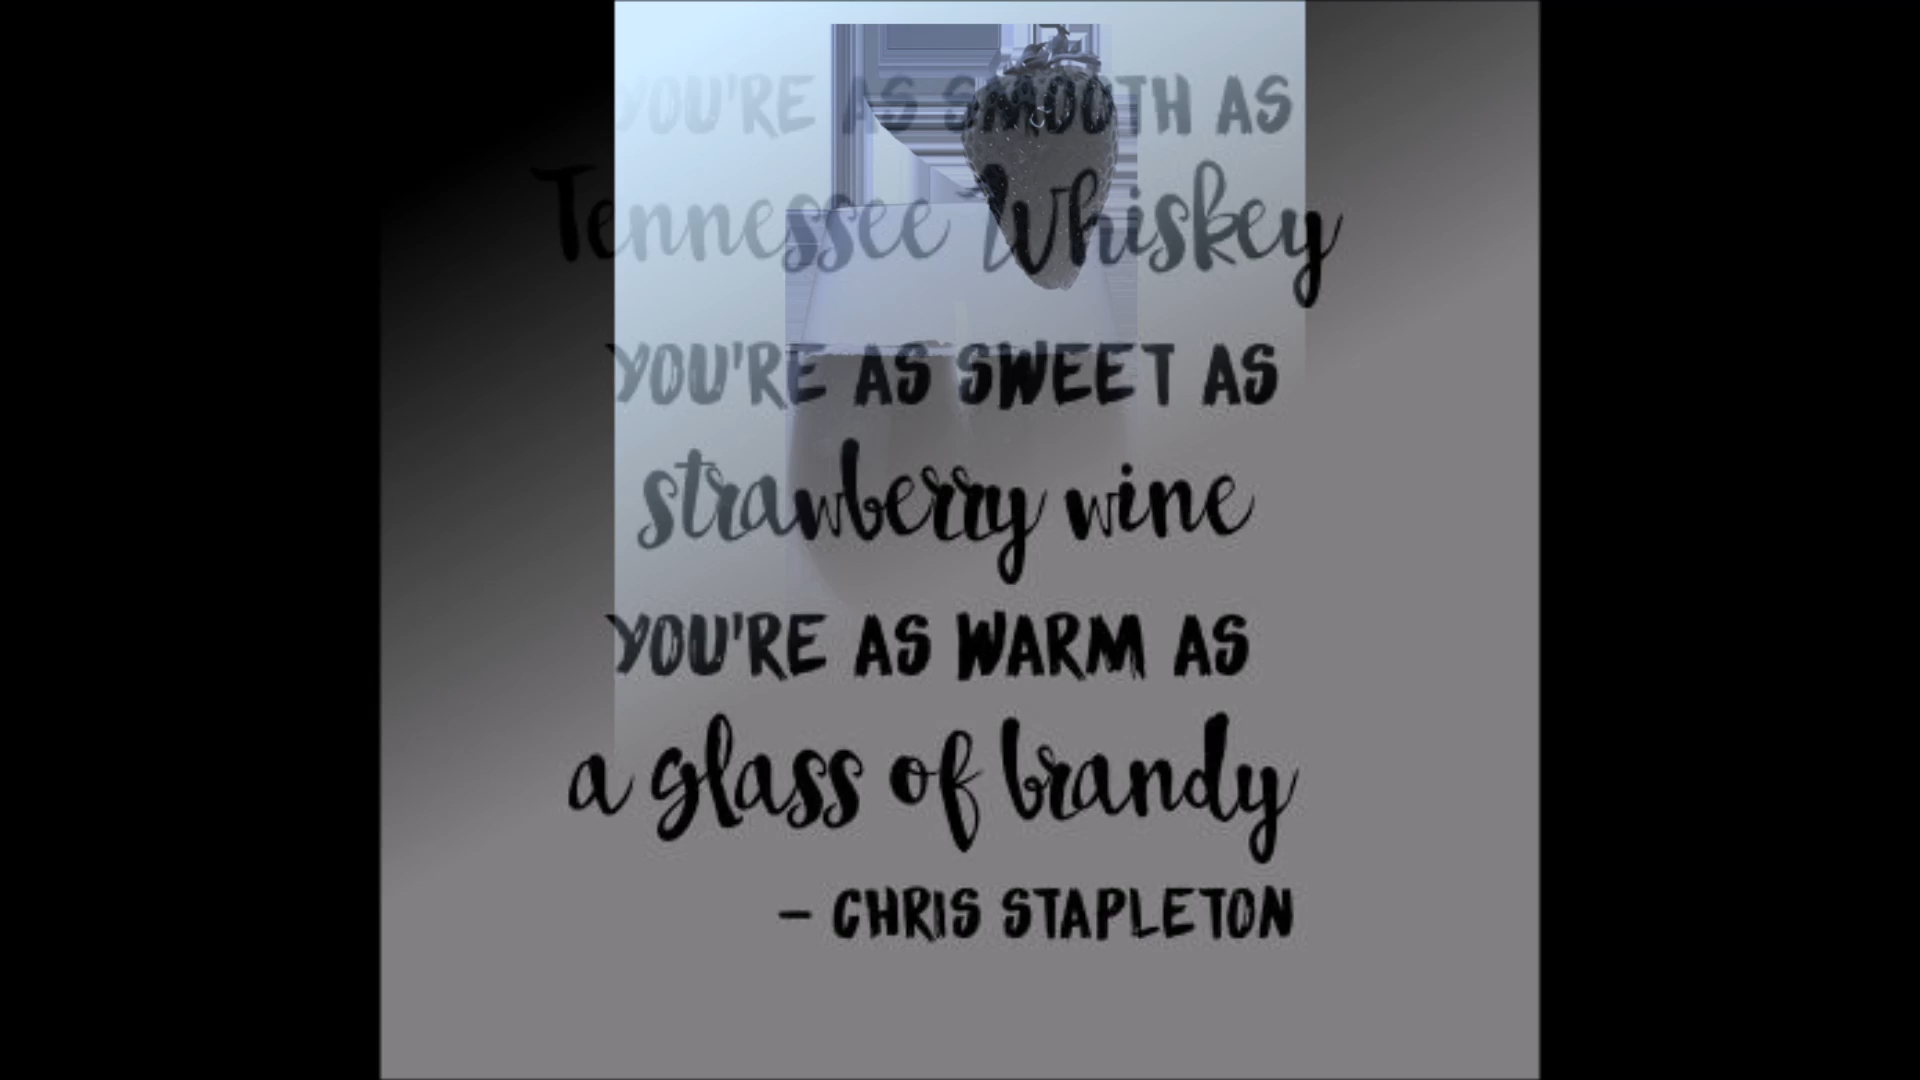 YOU'RE AS SMOOTH AS
Tennessee Whiskey
YOU'RE AS SWEET AS
strawberry wine
YOU'RE AS WARM AS
a glass of brandy
– CHRIS STAPLETON